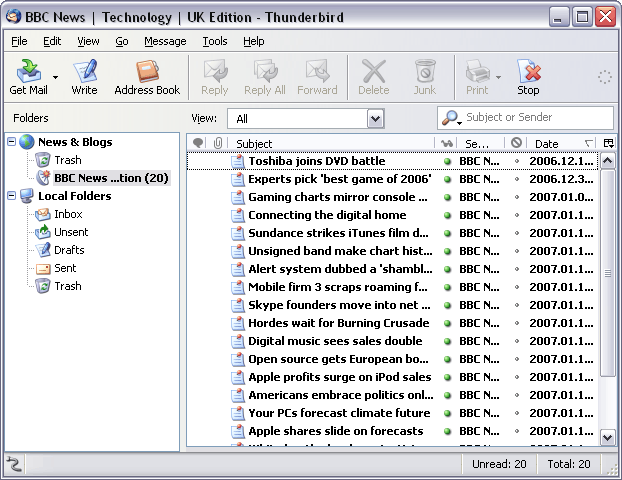 BBC News | Technology | UK Edition - Thunderbird
File Edit View Go Message Tools Help
Get Mail Write Address Book Reply Reply All Forward Delete Junk Print Stop
Folders View: All Subject or Sender
News & Blogs
Trash
BBC News ...tion (20)
Local Folders
Inbox
Unsent
Drafts
Sent
Trash
Subject Se... Date
Toshiba joins DVD battle BBC N... 2006.12.1...
Experts pick 'best game of 2006' BBC N... 2006.12.3...
Gaming charts mirror console ... BBC N... 2007.01.0...
Connecting the digital home BBC N... 2007.01.1...
Sundance strikes iTunes film d... BBC N... 2007.01.1...
Unsigned band make chart hist... BBC N... 2007.01.1...
Alert system dubbed a 'shambl... BBC N... 2007.01.1...
Mobile firm 3 scraps roaming f... BBC N... 2007.01.1...
Skype founders move into net ... BBC N... 2007.01.1...
Hordes wait for Burning Crusade BBC N... 2007.01.1...
Digital music sees sales double BBC N... 2007.01.1...
Open source gets European bo... BBC N... 2007.01.1...
Apple profits surge on iPod sales BBC N... 2007.01.1...
Americans embrace politics onl... BBC N... 2007.01.1...
Your PCs forecast climate future BBC N... 2007.01.1...
Apple shares slide on forecasts BBC N... 2007.01.1...
Unread: 20 Total: 20